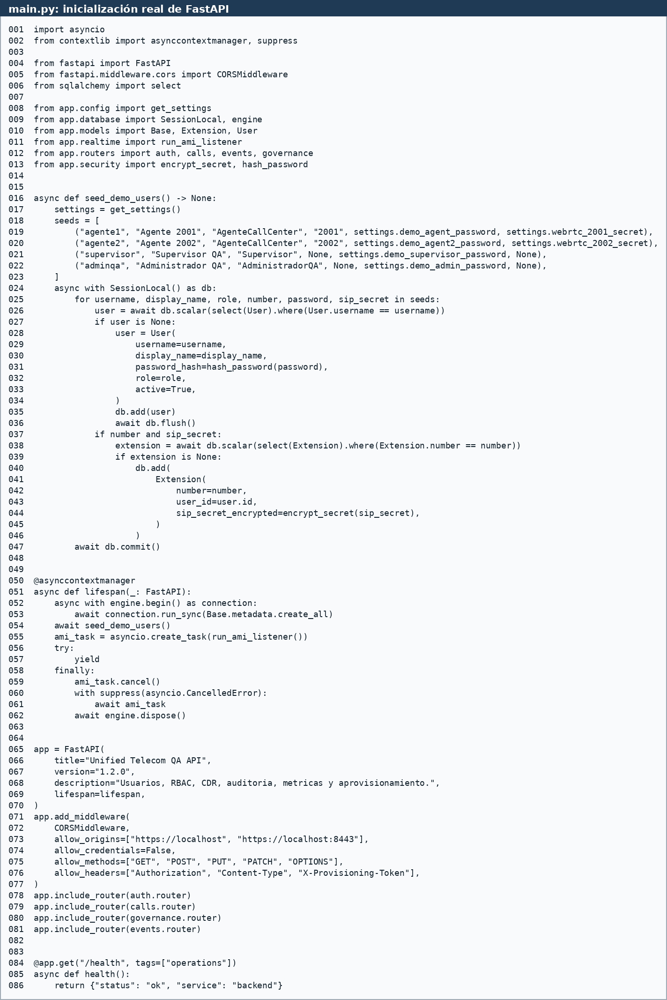 main.py: inicialización real de FastAPI
001  import asyncio
002  from contextlib import asynccontextmanager, suppress
003
004  from fastapi import FastAPI
005  from fastapi.middleware.cors import CORSMiddleware
006  from sqlalchemy import select
007
008  from app.config import get_settings
009  from app.database import SessionLocal, engine
010  from app.models import Base, Extension, User
011  from app.realtime import run_ami_listener
012  from app.routers import auth, calls, events, governance
013  from app.security import encrypt_secret, hash_password
014
015
016  async def seed_demo_users() -> None:
017      settings = get_settings()
018      seeds = [
019          ("agente1", "Agente 2001", "AgenteCallCenter", "2001", settings.demo_agent_password, settings.webrtc_2001_secret),
020          ("agente2", "Agente 2002", "AgenteCallCenter", "2002", settings.demo_agent2_password, settings.webrtc_2002_secret),
021          ("supervisor", "Supervisor QA", "Supervisor", None, settings.demo_supervisor_password, None),
022          ("adminqa", "Administrador QA", "AdministradorQA", None, settings.demo_admin_password, None),
023      ]
024      async with SessionLocal() as db:
025          for username, display_name, role, number, password, sip_secret in seeds:
026              user = await db.scalar(select(User).where(User.username == username))
027              if user is None:
028                  user = User(
029                      username=username,
030                      display_name=display_name,
031                      password_hash=hash_password(password),
032                      role=role,
033                      active=True,
034                  )
035                  db.add(user)
036                  await db.flush()
037              if number and sip_secret:
038                  extension = await db.scalar(select(Extension).where(Extension.number == number))
039                  if extension is None:
040                      db.add(
041                          Extension(
042                              number=number,
043                              user_id=user.id,
044                              sip_secret_encrypted=encrypt_secret(sip_secret),
045                          )
046                      )
047          await db.commit()
048
049
050  @asynccontextmanager
051  async def lifespan(_: FastAPI):
052      async with engine.begin() as connection:
053          await connection.run_sync(Base.metadata.create_all)
054      await seed_demo_users()
055      ami_task = asyncio.create_task(run_ami_listener())
056      try:
057          yield
058      finally:
059          ami_task.cancel()
060          with suppress(asyncio.CancelledError):
061              await ami_task
062          await engine.dispose()
063
064
065  app = FastAPI(
066      title="Unified Telecom QA API",
067      version="1.2.0",
068      description="Usuarios, RBAC, CDR, auditoria, metricas y aprovisionamiento.",
069      lifespan=lifespan,
070  )
071  app.add_middleware(
072      CORSMiddleware,
073      allow_origins=["https://localhost", "https://localhost:8443"],
074      allow_credentials=False,
075      allow_methods=["GET", "POST", "PUT", "PATCH", "OPTIONS"],
076      allow_headers=["Authorization", "Content-Type", "X-Provisioning-Token"],
077  )
078  app.include_router(auth.router)
079  app.include_router(calls.router)
080  app.include_router(governance.router)
081  app.include_router(events.router)
082
083
084  @app.get("/health", tags=["operations"])
085  async def health():
086      return {"status": "ok", "service": "backend"}